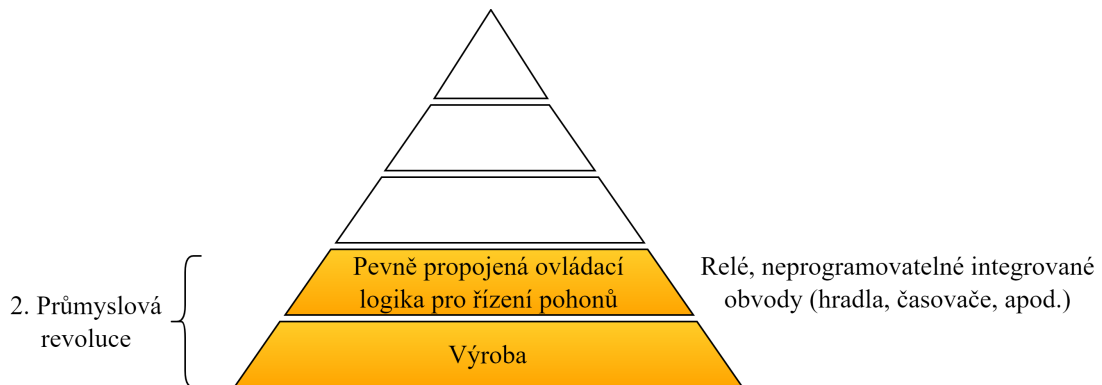 Pevně propojená ovládací
logika pro řízení pohonů
Relé, neprogramovatelné integrované
obvody (hradla, časovače, apod.)
2. Průmyslová
revoluce
Výroba